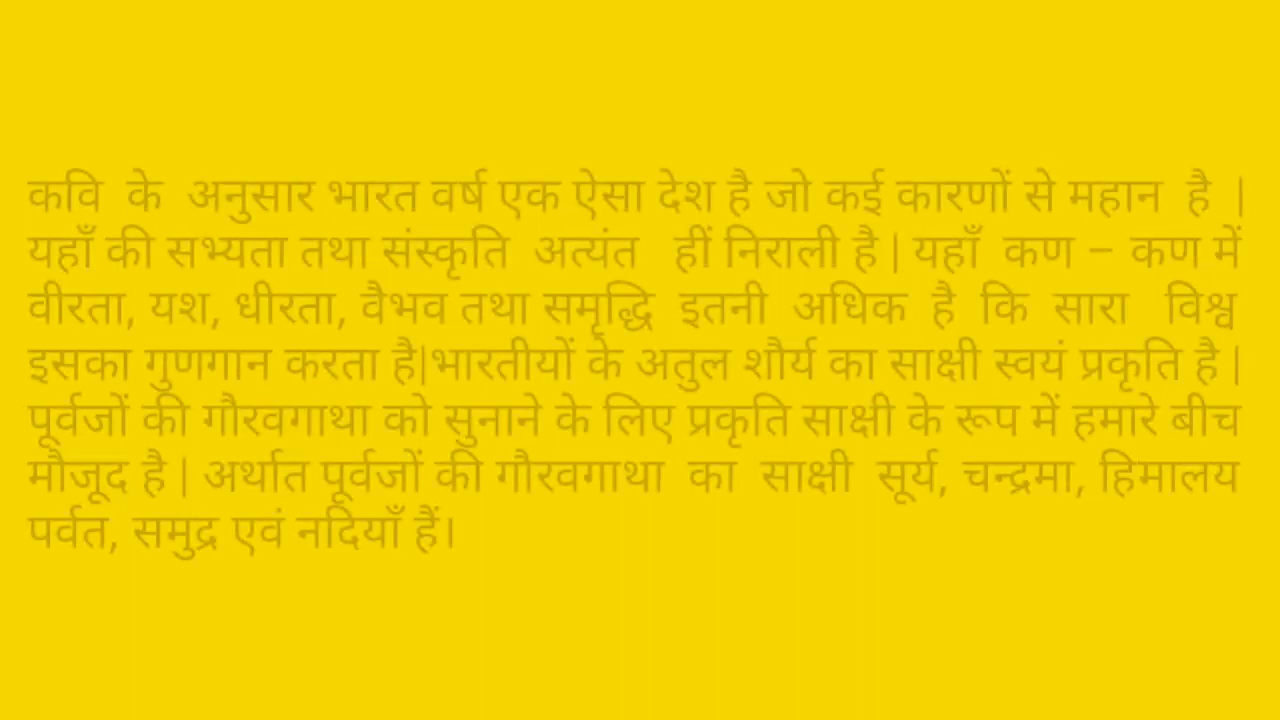 कवि के अनुसार भारत वर्ष एक ऐसा देश है जो कई कारणों से महान है |
यहाँ की सभ्यता तथा संस्कृति अत्यंत हीं निराली है | यहाँ कण – कण में
वीरता, यश, धीरता, वैभव तथा समृद्धि इतनी अधिक है कि सारा विश्व
इसका गुणगान करता है|भारतीयों के अतुल शौर्य का साक्षी स्वयं प्रकृति है |
पूर्वजों की गौरवगाथा को सुनाने के लिए प्रकृति साक्षी के रूप में हमारे बीच
मौजूद है | अर्थात पूर्वजों की गौरवगाथा का साक्षी सूर्य, चन्द्रमा, हिमालय
पर्वत, समुद्र एवं नदियाँ हैं।